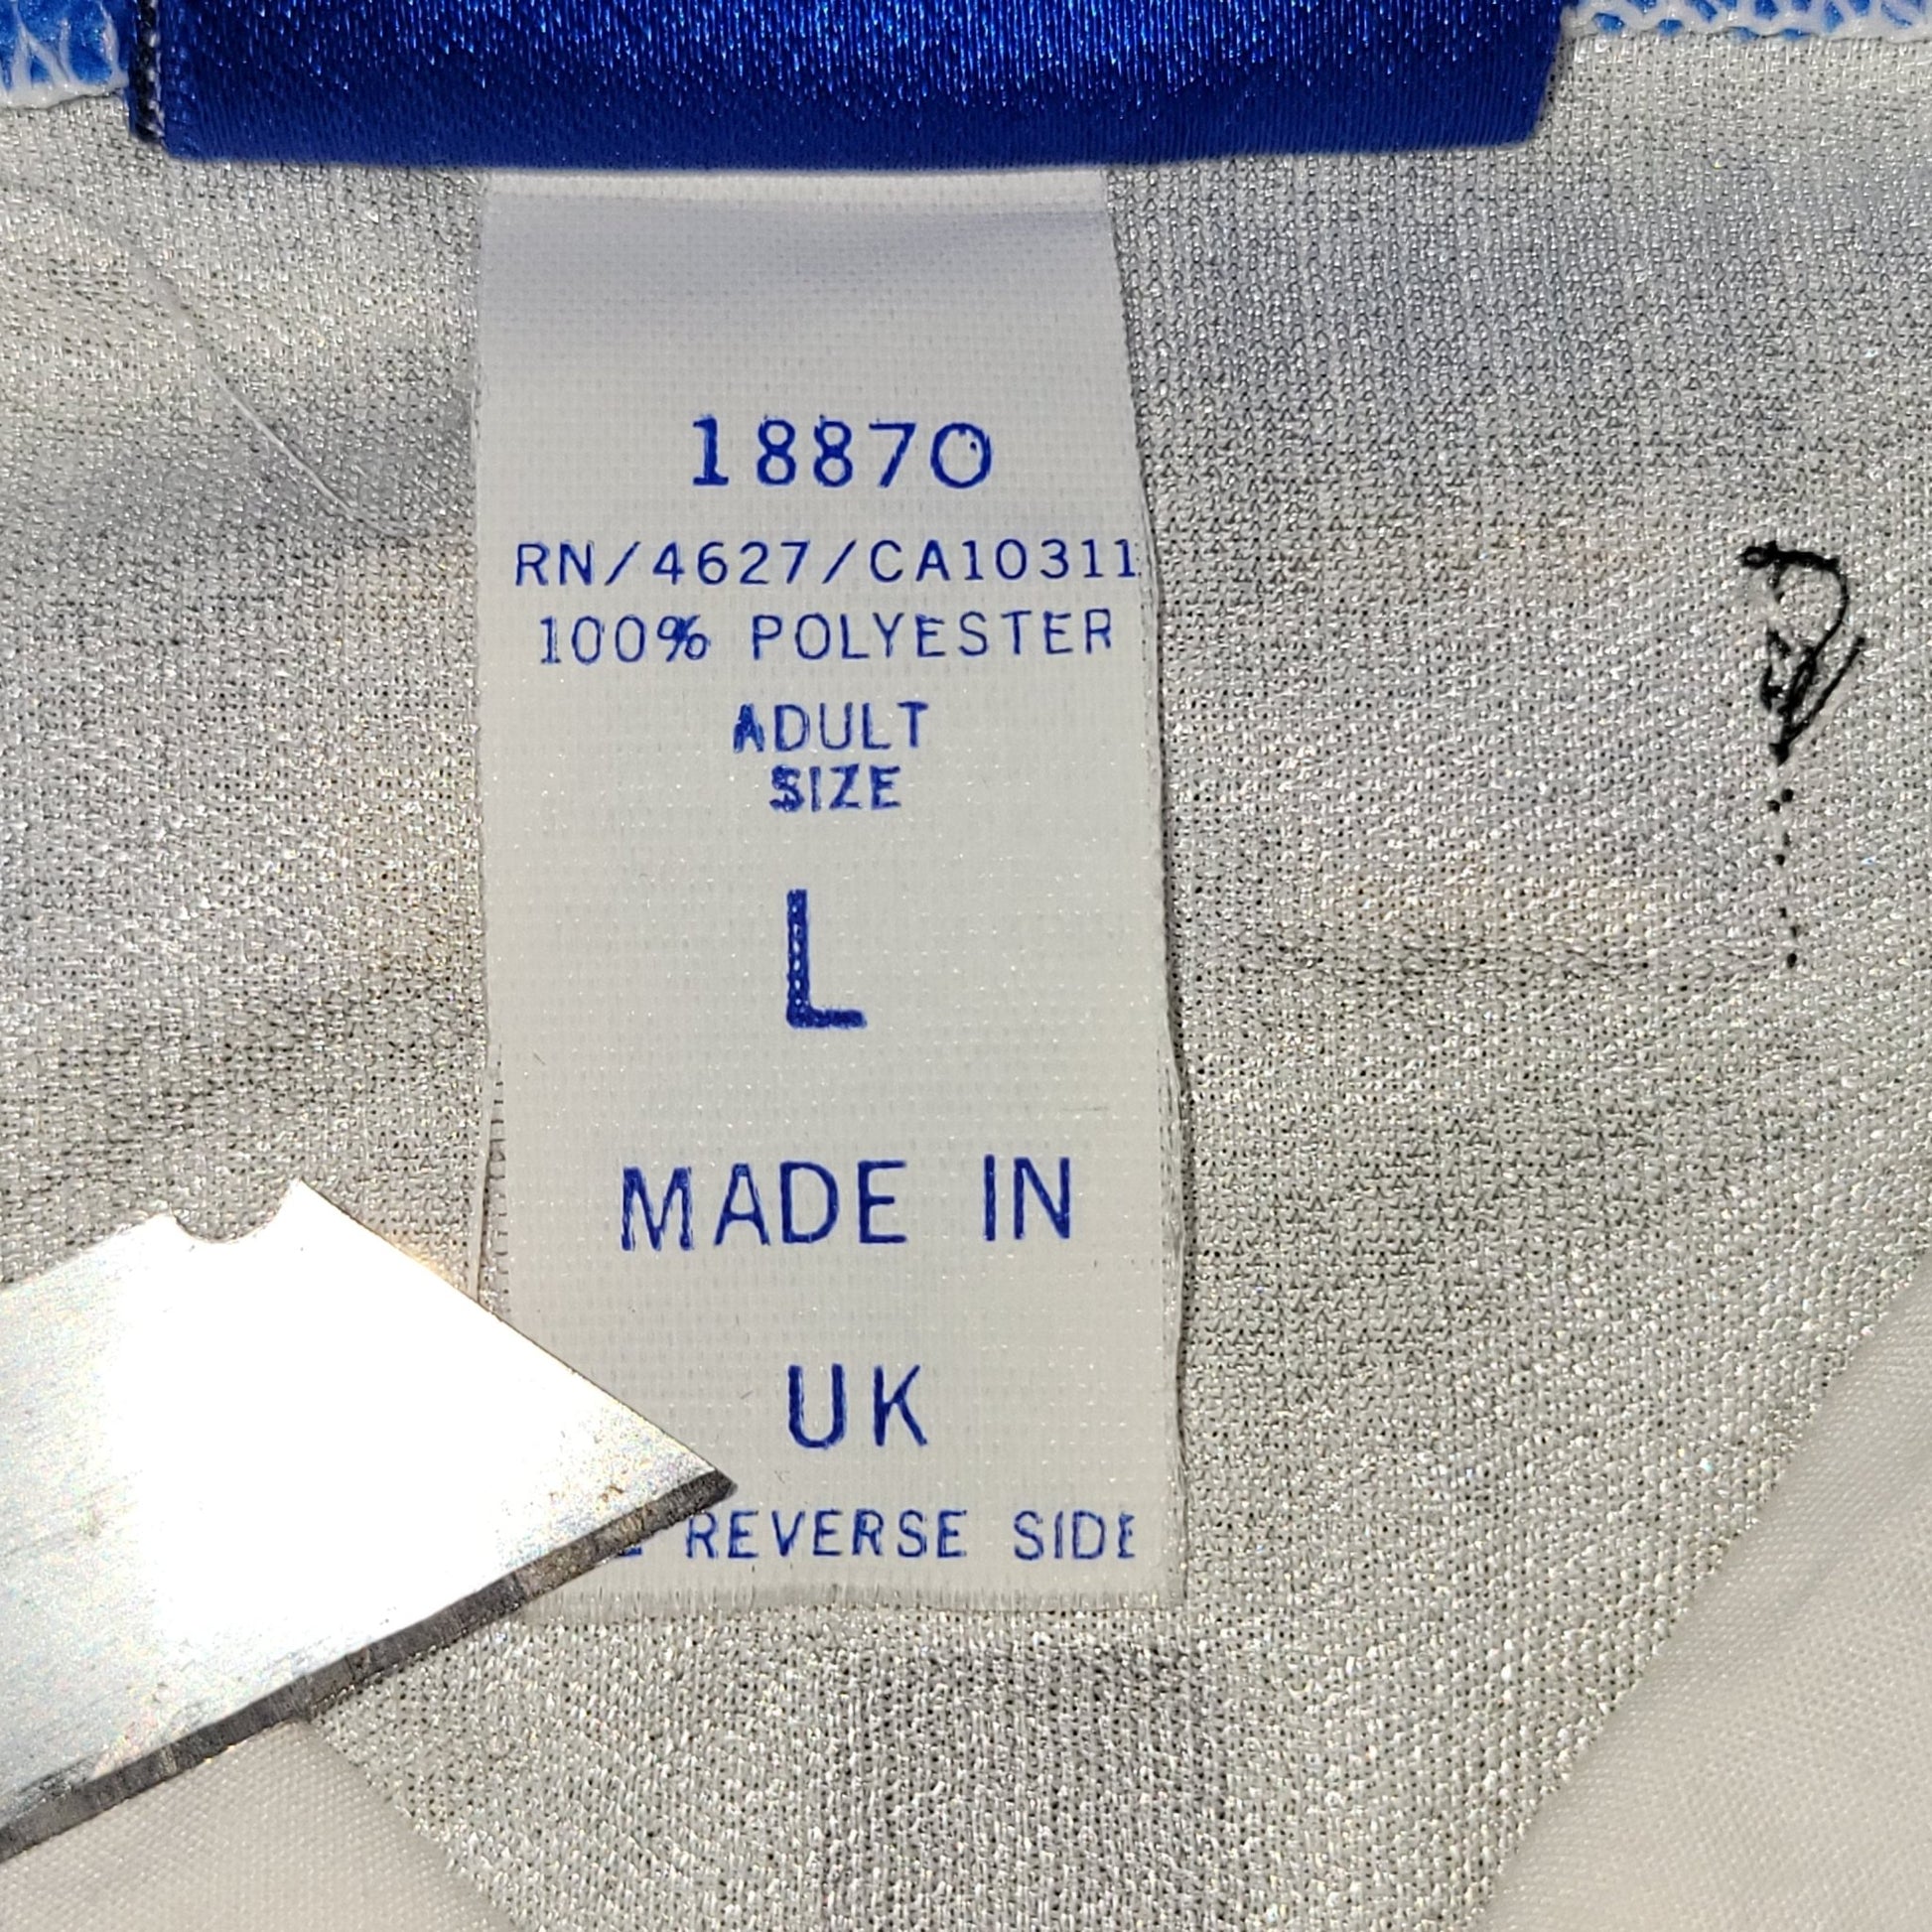 18870
RN/4627/CA10311
100% POLYESTER
ADULT
SIZE
L
MADE IN
UK
REVERSE SIDE